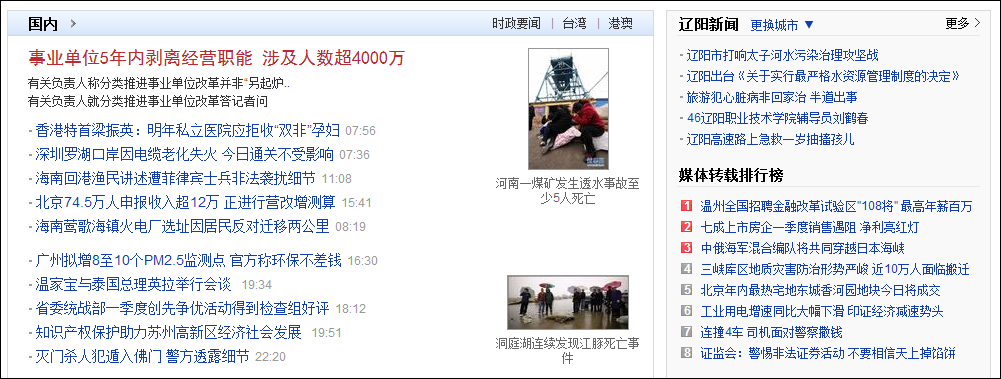 国内 >
时政要闻 | 台湾 | 港澳
事业单位5年内剥离经营职能 涉及人数超4000万
有关负责人称分类推进事业单位改革并非“另起炉..
有关负责人就分类推进事业单位改革答记者问
- 香港特首梁振英：明年私立医院应拒收“双非”孕妇 07:56
- 深圳罗湖口岸因电缆老化失火 今日通关不受影响 07:36
- 海南回港渔民讲述遭菲律宾士兵非法袭扰细节 11:08
- 北京74.5万人申报收入超12万 正进行营改增测算 15:41
- 海南莺歌海镇火电厂选址因居民反对迁移两公里 08:19
- 广州拟增8至10个PM2.5监测点 官方称环保不差钱 16:30
- 温家宝与泰国总理英拉举行会谈 19:34
- 省委统战部一季度创先争优活动得到检查组好评 18:12
- 知识产权保护助力苏州高新区经济社会发展 19:51
- 灭门杀人犯遁入佛门 警方透露细节 22:20
河南一煤矿发生透水事故至
少5人死亡
洞庭湖连续发现江豚死亡事
件
辽阳新闻 更换城市 ▼ 更多 >
- 辽阳市打响太子河水污染治理攻坚战
- 辽阳出台《关于实行最严格水资源管理制度的决定》
- 旅游犯心脏病非回家治 半道出事
- 46辽阳职业技术学院辅导员刘鹤春
- 辽阳高速路上急救一岁抽搐孩儿
媒体转载排行榜
1 温州全国招聘金融改革试验区“108将” 最高年薪百万
2 七成上市房企一季度销售遇阻 净利亮红灯
3 中俄海军混合编队将共同穿越日本海峡
4 三峡库区地质灾害防治形势严峻 近10万人面临搬迁
5 北京年内最热宅地东城香河园地块今日将成交
6 工业用电增速同比大幅下滑 印证经济减速势头
7 连撞4车 司机面对警察撒钱
8 证监会：警惕非法证券活动 不要相信天上掉馅饼